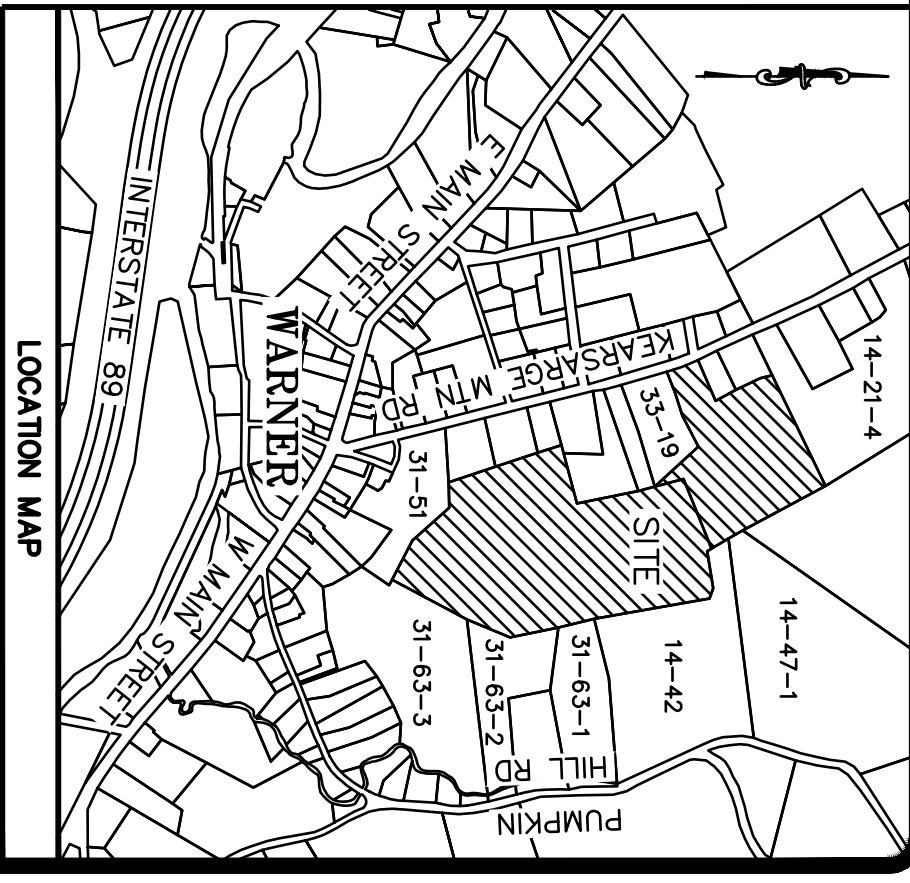 14-21-4
33-19
KEARSARGE MTN RD
E MAIN STREET
INTERSTATE 89
WARNER
31-51
SITE
W MAIN STREET
14-47-1
14-42
31-63-1
31-63-2
31-63-3
PUMPKIN
HILL RD
LOCATION MAP